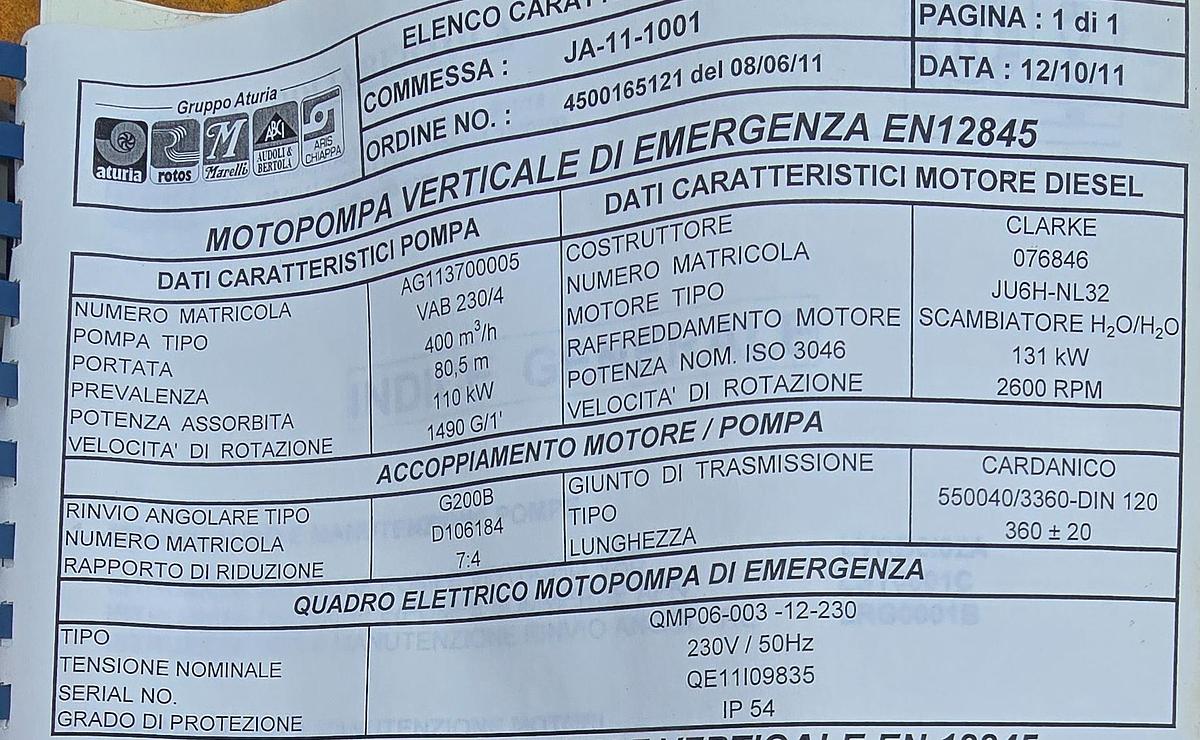 ELENCO CARATT
PAGINA : 1 di 1
COMMESSA : JA-11-1001
DATA : 12/10/11
ORDINE NO. : 4500165121 del 08/06/11
Gruppo Aturia
aturia rotos Marelli AUDOLI & BERTOLA ARIS CHIAPPA
MOTOPOMPA VERTICALE DI EMERGENZA EN12845
DATI CARATTERISTICI POMPA
NUMERO MATRICOLA AG113700005
POMPA TIPO VAB 230/4
PORTATA 400 m³/h
PREVALENZA 80,5 m
POTENZA ASSORBITA 110 kW
VELOCITA' DI ROTAZIONE 1490 G/1'
DATI CARATTERISTICI MOTORE DIESEL
COSTRUTTORE CLARKE
NUMERO MATRICOLA 076846
MOTORE TIPO JU6H-NL32
RAFFREDDAMENTO MOTORE SCAMBIATORE H₂O/H₂O
POTENZA NOM. ISO 3046 131 kW
VELOCITA' DI ROTAZIONE 2600 RPM
ACCOPPIAMENTO MOTORE / POMPA
RINVIO ANGOLARE TIPO G200B
NUMERO MATRICOLA D106184
RAPPORTO DI RIDUZIONE 7:4
GIUNTO DI TRASMISSIONE CARDANICO
TIPO 550040/3360-DIN 120
LUNGHEZZA 360 ± 20
QUADRO ELETTRICO MOTOPOMPA DI EMERGENZA
TIPO QMP06-003 -12-230
TENSIONE NOMINALE 230V / 50Hz
SERIAL NO. QE11I09835
GRADO DI PROTEZIONE IP 54
VERTICALE EN 12845